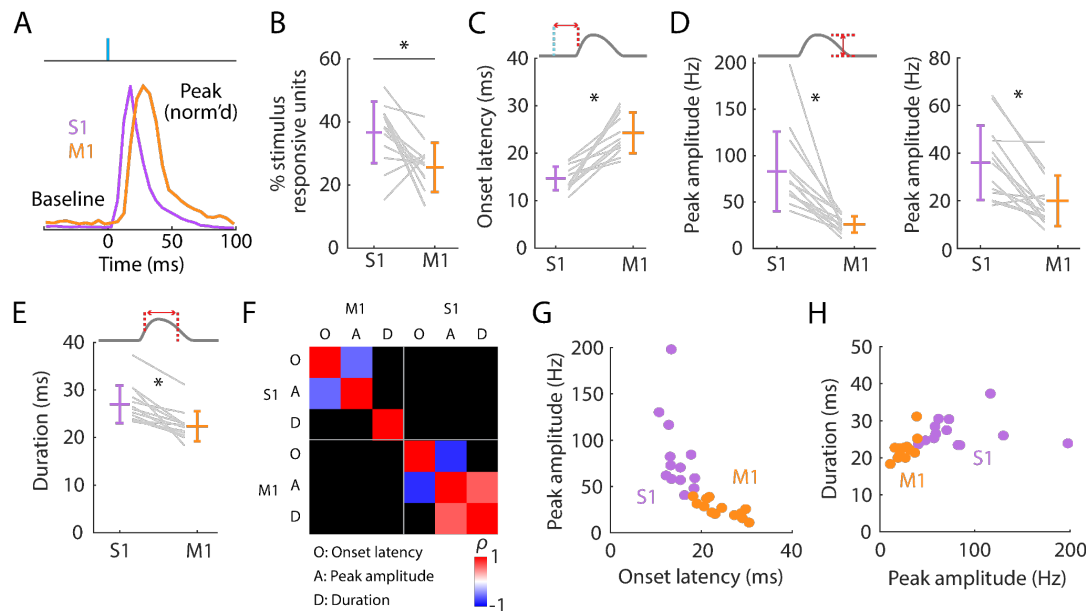 A
Peak
(norm'd)
S1
M1
Baseline
0
50
100
Time (ms)
B
% stimulus
responsive units
60
40
20
0
*
S1
M1
C
Onset latency (ms)
40
30
20
10
0
*
S1
M1
D
Peak amplitude (Hz)
200
150
100
50
0
*
S1
M1
Peak amplitude (Hz)
80
60
40
20
0
*
S1
M1
E
Duration (ms)
40
30
20
10
0
*
S1
M1
F
M1 S1
O A D O A D
S1
O
A
D
M1
O
A
D
O: Onset latency
A: Peak amplitude
D: Duration
ρ
1
-1
G
Peak amplitude (Hz)
200
150
100
50
0
S1
M1
0 20 40
Onset latency (ms)
H
Duration (ms)
50
40
30
20
10
0
S1
M1
0 100 200
Peak amplitude (Hz)